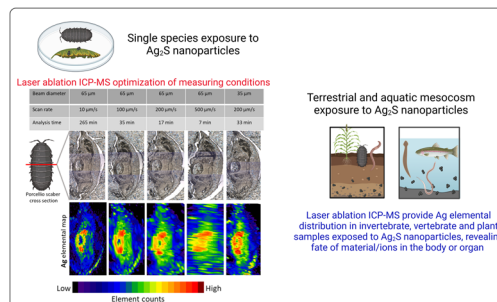 Single species exposure to
Ag₂S nanoparticles
Laser ablation ICP-MS optimization of measuring conditions
Beam diameter 65 µm 65 µm 65 µm 85 µm 35 µm
Scan rate 10 µm/s 100 µm/s 200 µm/s 500 µm/s 200 µm/s
Analysis time 265 min 35 min 17 min 7 min 33 min
Porcellio scaber
cross section
Ag elemental map
Low High
Element counts
Terrestrial and aquatic mesocosm
exposure to Ag₂S nanoparticles
Laser ablation ICP-MS provide Ag elemental
distribution in invertebrate, vertebrate and plant
samples exposed to Ag₂S nanoparticles, revealin
fate of material/ions in the body or organ